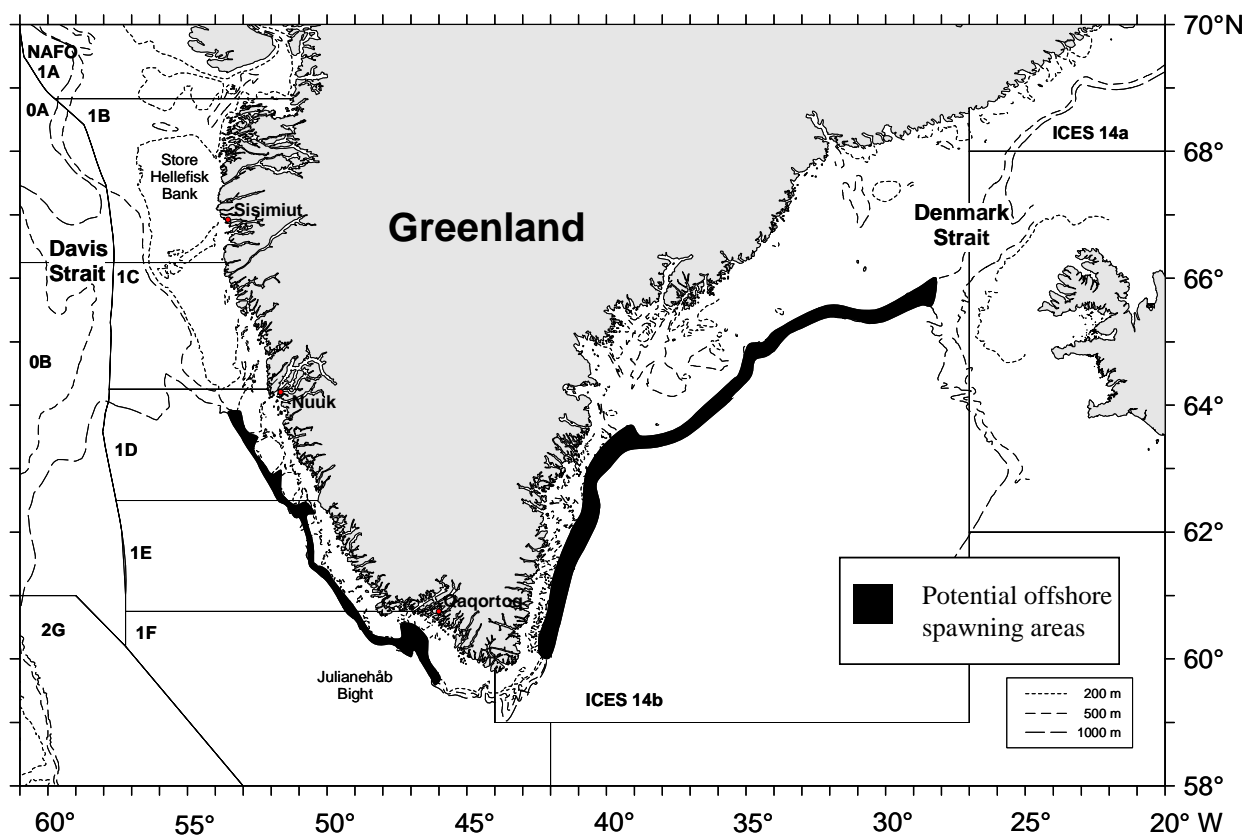 70°N
NAFO
1A
0A
1B
ICES 14a
68°
Store
Hellefisk
Bank
Sisimiut
Greenland
Denmark
Strait
Davis
Strait
1C
66°
0B
Nuuk
64°
1D
62°
1E
Potential offshore
spawning areas
Qaqortoq
2G
1F
60°
Julianehåb
Bight
ICES 14b
200 m
500 m
1000 m
58°
60°
55°
50°
45°
40°
35°
30°
25°
20° W